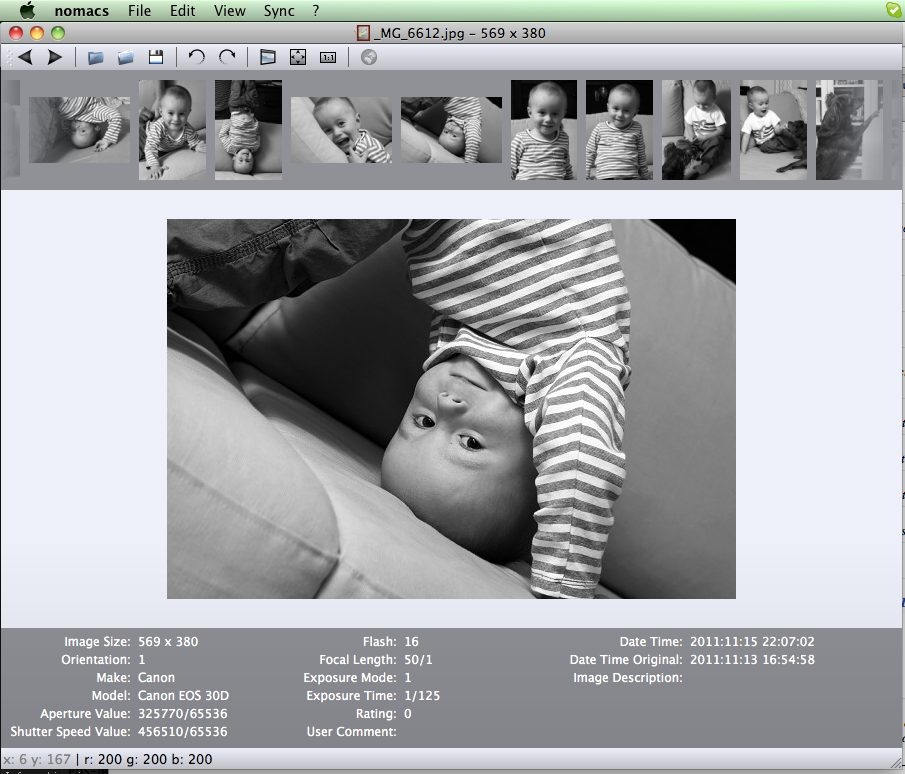 nomacs File Edit View Sync ?
_MG_6612.jpg – 569 x 380
1:1
Image Size: 569 x 380 Flash: 16 Date Time: 2011:11:15 22:07:02
Orientation: 1 Focal Length: 50/1 Date Time Original: 2011:11:13 16:54:58
Make: Canon Exposure Mode: 1 Image Description:
Model: Canon EOS 30D Exposure Time: 1/125
Aperture Value: 325770/65536 Rating: 0
Shutter Speed Value: 456510/65536 User Comment:
x: 6 y: 167 | r: 200 g: 200 b: 200